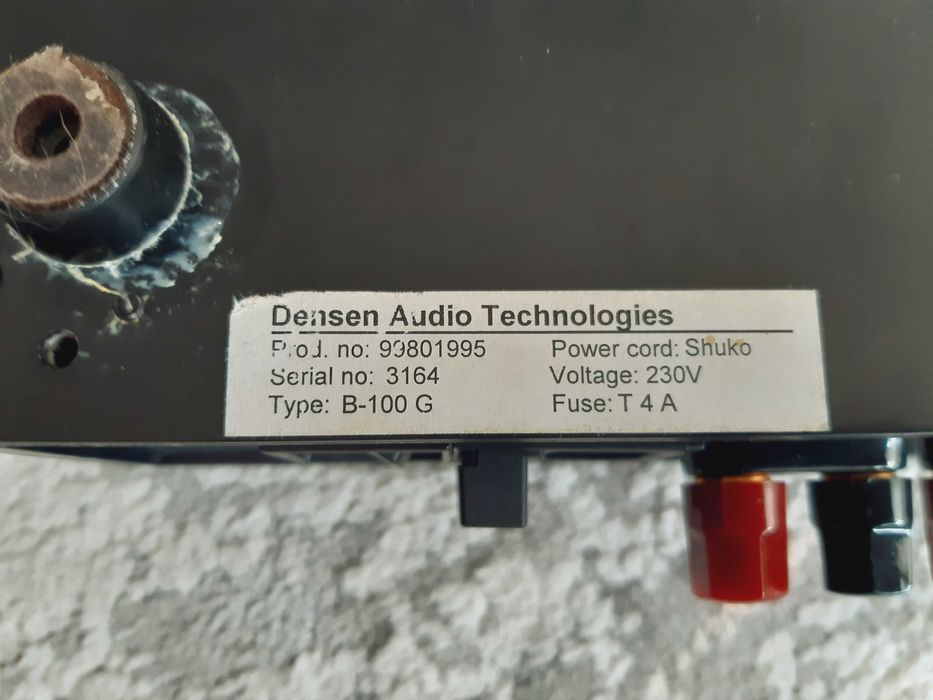 Densen Audio Technologies
Prod. no: 99801995 Power cord: Shuko
Serial no: 3164 Voltage: 230V
Type: B-100 G Fuse: T 4 A